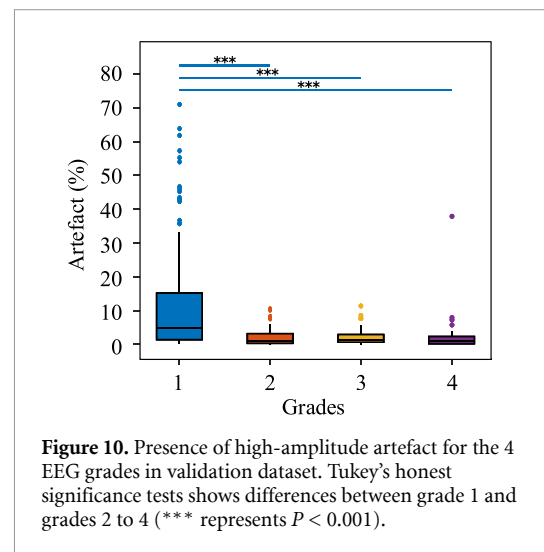 80
70
60
50
40
30
20
10
0
Artefact (%)
***
***
***
1 2 3 4
Grades
Figure 10. Presence of high-amplitude artefact for the 4
EEG grades in validation dataset. Tukey's honest
significance tests shows differences between grade 1 and
grades 2 to 4 (*** represents P < 0.001).